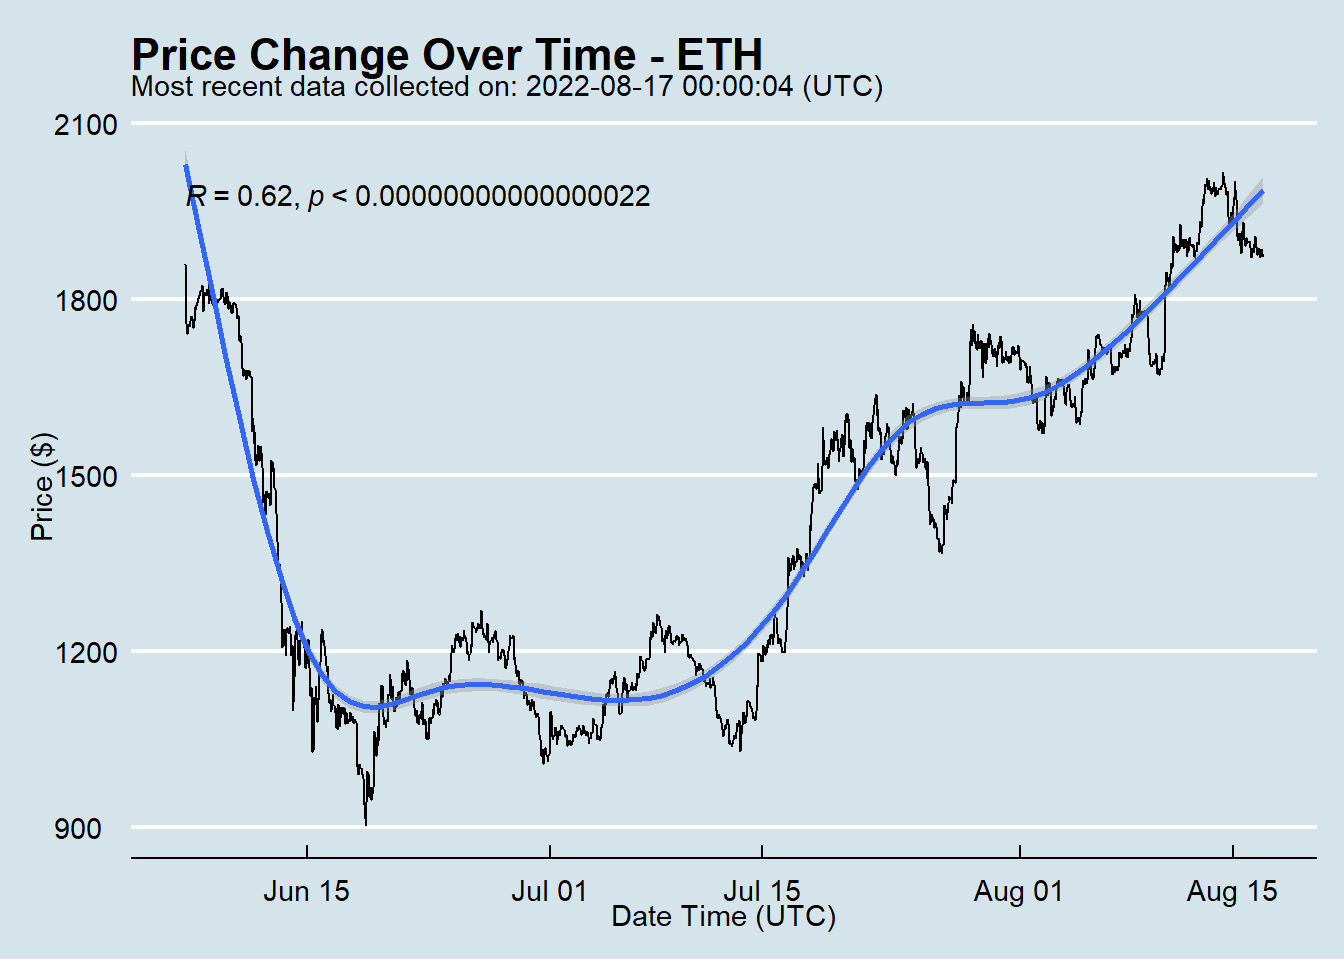 Price Change Over Time - ETH
Most recent data collected on: 2022-08-17 00:00:04 (UTC)
R = 0.62, p < 0.00000000000000022
Price ($)
2100
1800
1500
1200
900
Jun 15 Jul 01 Jul 15 Aug 01 Aug 15
Date Time (UTC)